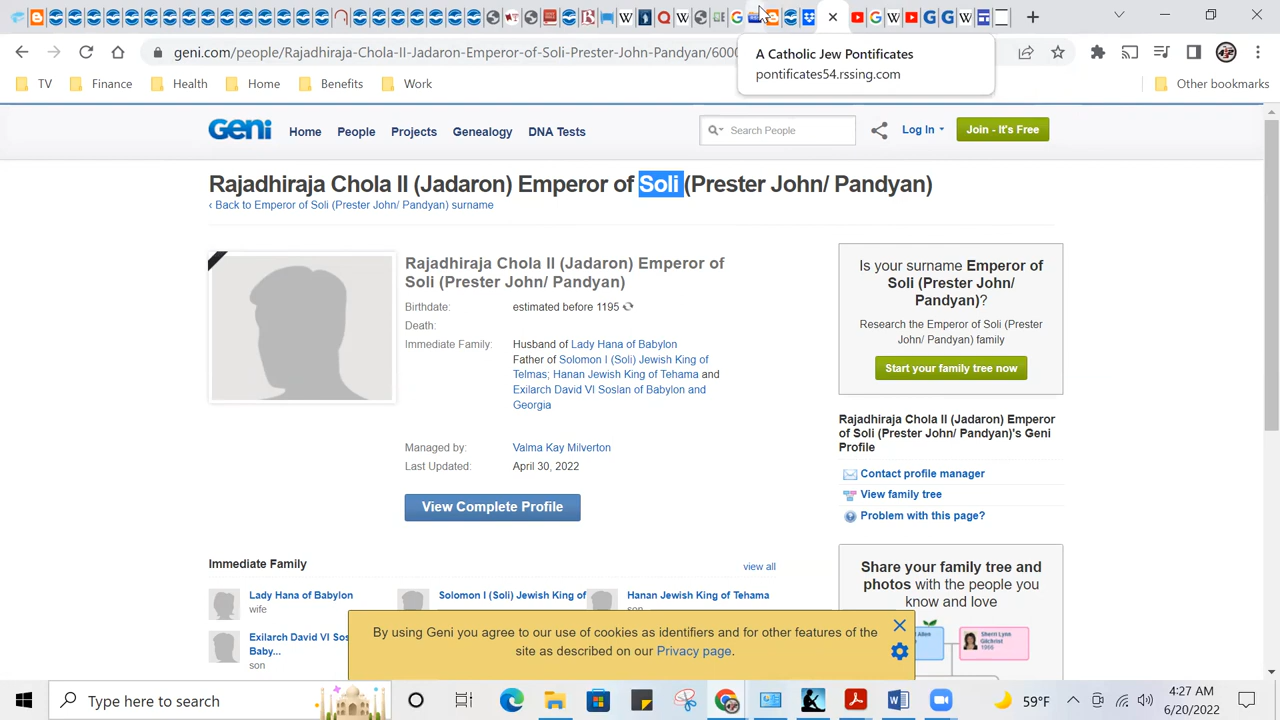 geni.com/people/Rajadhiraja-Chola-II-Jadaron-Emperor-of-Soli-Prester-John-Pandyan/6000
A Catholic Jew Pontificates
pontificates54.rssing.com
TV
Finance
Health
Home
Benefits
Work
Other bookmarks
Geni
Home
People
Projects
Genealogy
DNA Tests
Search People
Log In
Join - It's Free
Rajadhiraja Chola II (Jadaron) Emperor of Soli (Prester John/ Pandyan)
‹ Back to Emperor of Soli (Prester John/ Pandyan) surname
Rajadhiraja Chola II (Jadaron) Emperor of
Soli (Prester John/ Pandyan)
Birthdate: estimated before 1195
Death:
Immediate Family: Husband of Lady Hana of Babylon
Father of Solomon I (Soli) Jewish King of
Telmas; Hanan Jewish King of Tehama and
Exilarch David VI Soslan of Babylon and
Georgia
Managed by: Valma Kay Milverton
Last Updated: April 30, 2022
View Complete Profile
Is your surname Emperor of
Soli (Prester John/
Pandyan)?
Research the Emperor of Soli (Prester
John/ Pandyan) family
Start your family tree now
Rajadhiraja Chola II (Jadaron) Emperor
of Soli (Prester John/ Pandyan)'s Geni
Profile
Contact profile manager
View family tree
Problem with this page?
Immediate Family
view all
Lady Hana of Babylon
wife
Solomon I (Soli) Jewish King of
Hanan Jewish King of Tehama
son
Exilarch David VI Sos
Baby...
son
Share your family tree and
photos with the people you
know and love
Allen
Sherri Lynn
Gilchrist
By using Geni you agree to our use of cookies as identifiers and for other features of the
site as described on our Privacy page.
Type here to search
59°F
4:27 AM
6/20/2022